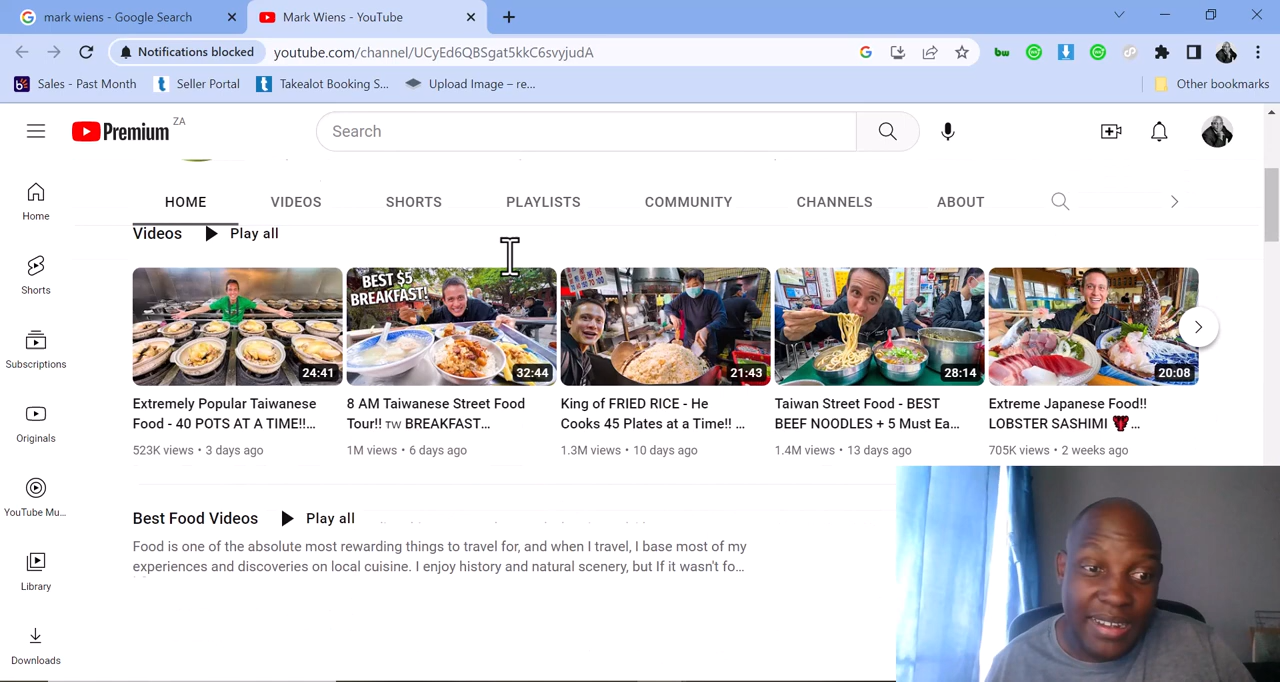 mark wiens - Google Search
Mark Wiens - YouTube
Notifications blocked
youtube.com/channel/UCyEd6QBSgat5kkC6svyjudA
Sales - Past Month
Seller Portal
Takealot Booking S...
Upload Image – re...
Other bookmarks
Premium ZA
Search
HOME
VIDEOS
SHORTS
PLAYLISTS
COMMUNITY
CHANNELS
ABOUT
Home
Shorts
Subscriptions
Originals
YouTube Mu...
Library
Downloads
Videos
Play all
24:41
BEST $5
BREAKFAST!
32:44
21:43
28:14
20:08
Extremely Popular Taiwanese
Food - 40 POTS AT A TIME!!...
523K views • 3 days ago
8 AM Taiwanese Street Food
Tour!! TW BREAKFAST...
1M views • 6 days ago
King of FRIED RICE - He
Cooks 45 Plates at a Time!! ...
1.3M views • 10 days ago
Taiwan Street Food - BEST
BEEF NOODLES + 5 Must Ea...
1.4M views • 13 days ago
Extreme Japanese Food!!
LOBSTER SASHIMI 🦞...
705K views • 2 weeks ago
Best Food Videos
Play all
Food is one of the absolute most rewarding things to travel for, and when I travel, I base most of my
experiences and discoveries on local cuisine. I enjoy history and natural scenery, but If it wasn't fo...